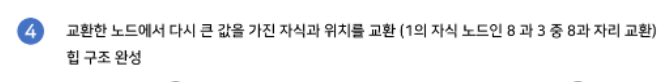 4 교환한 노드에서 다시 큰 값을 가진 자식과 위치를 교환 (1의 자식 노드인 8 과 3 중 8과 자리 교환)
힙 구조 완성